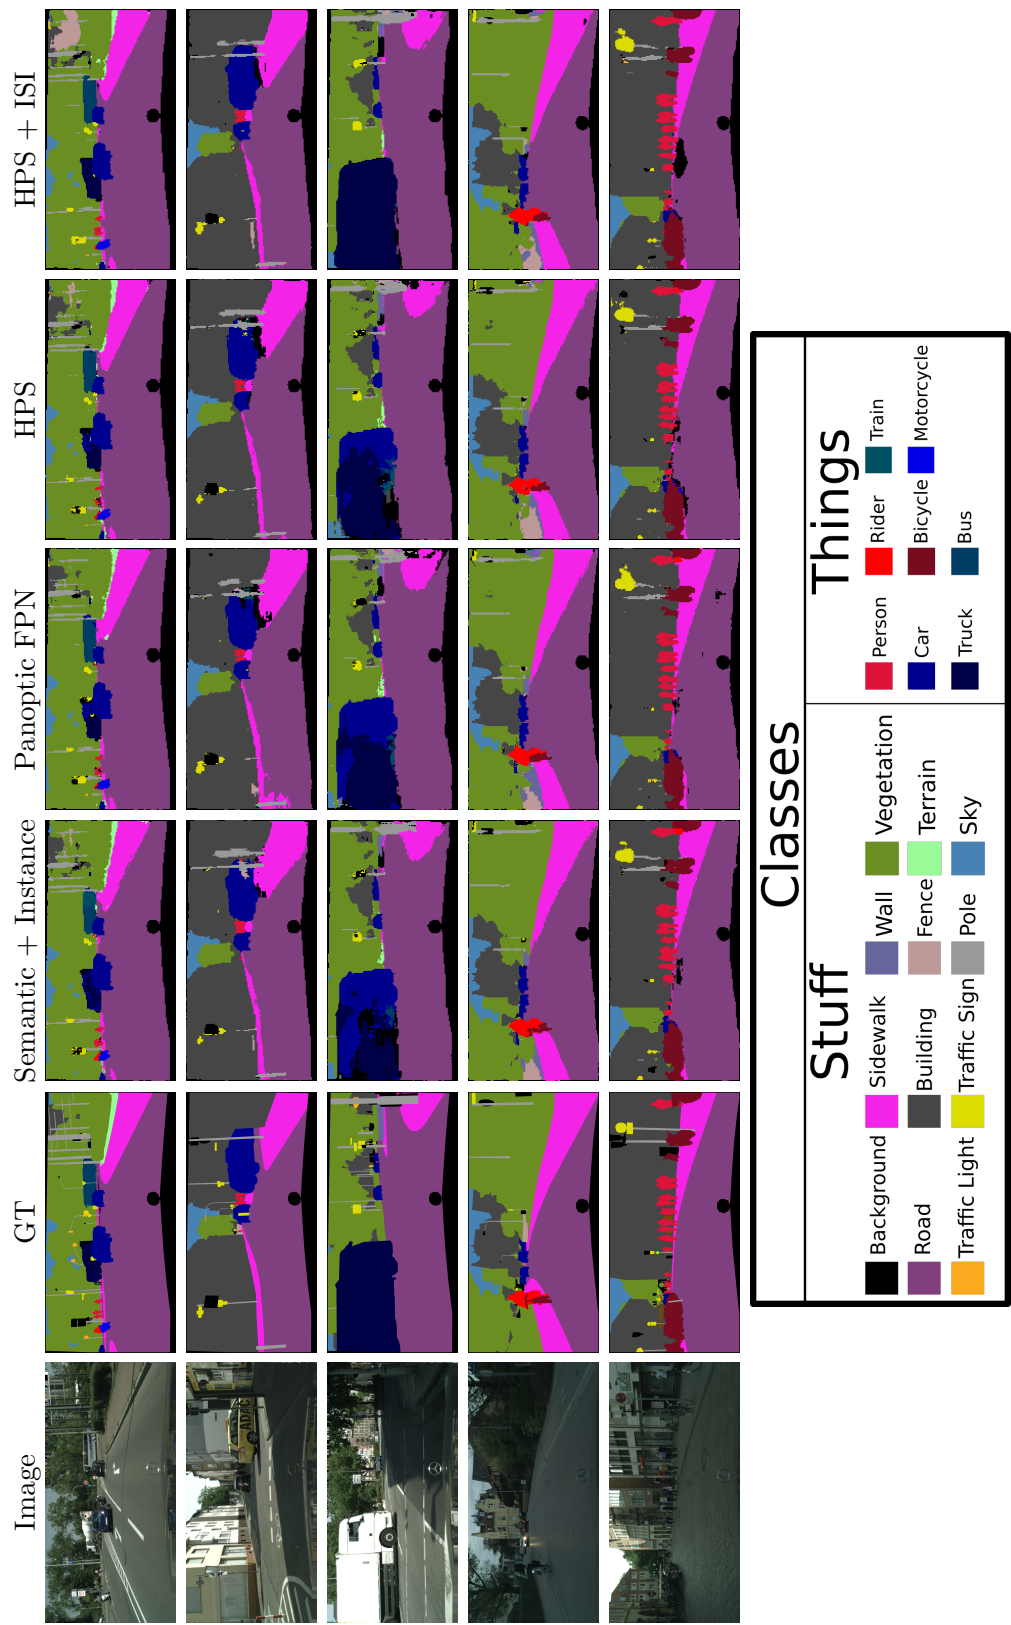 Image GT Semantic + Instance Panoptic FPN HPS HPS + ISI
ADAC
Classes
Stuff Things
Background Sidewalk Wall Vegetation Person Rider Train
Road Building Fence Terrain Car Bicycle Motorcycle
Traffic Light Traffic Sign Pole Sky Truck Bus